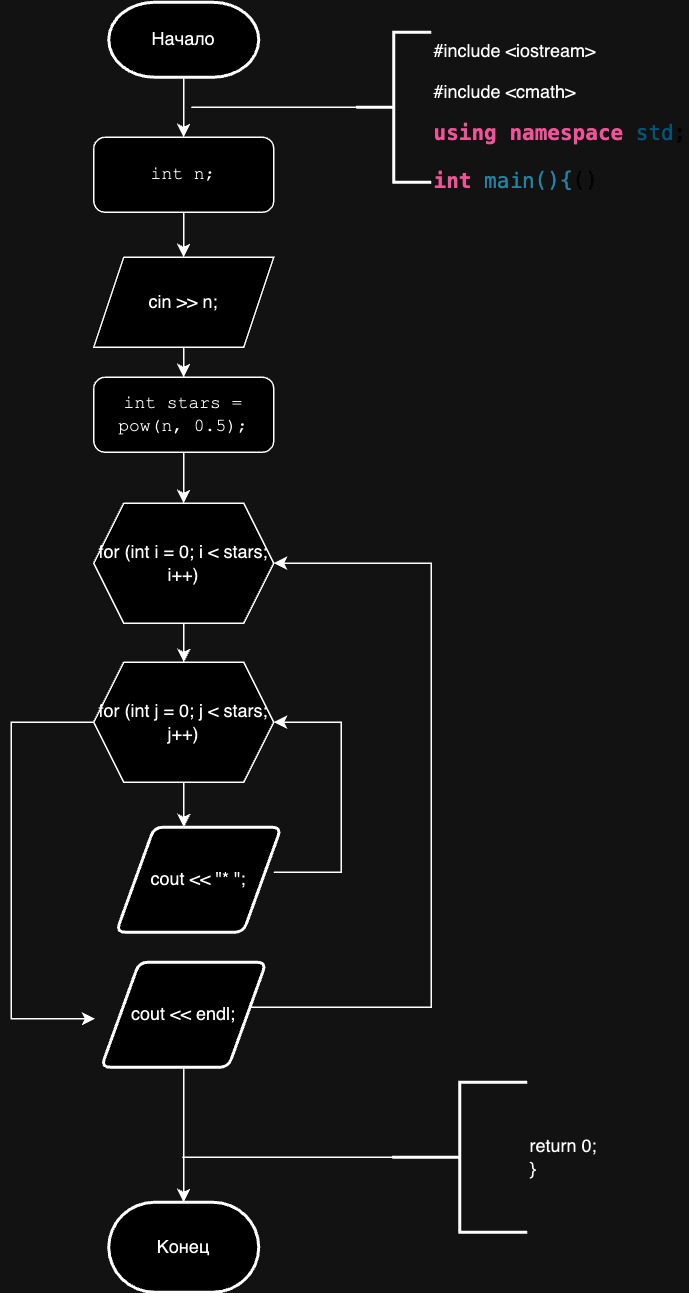 Начало
#include <iostream>
#include <cmath>
using namespace std;
int main(){()
int n;
cin >> n;
int stars =
pow(n, 0.5);
for (int i = 0; i < stars;
i++)
for (int j = 0; j < stars;
j++)
cout << "* ";
cout << endl;
return 0;
}
Конец